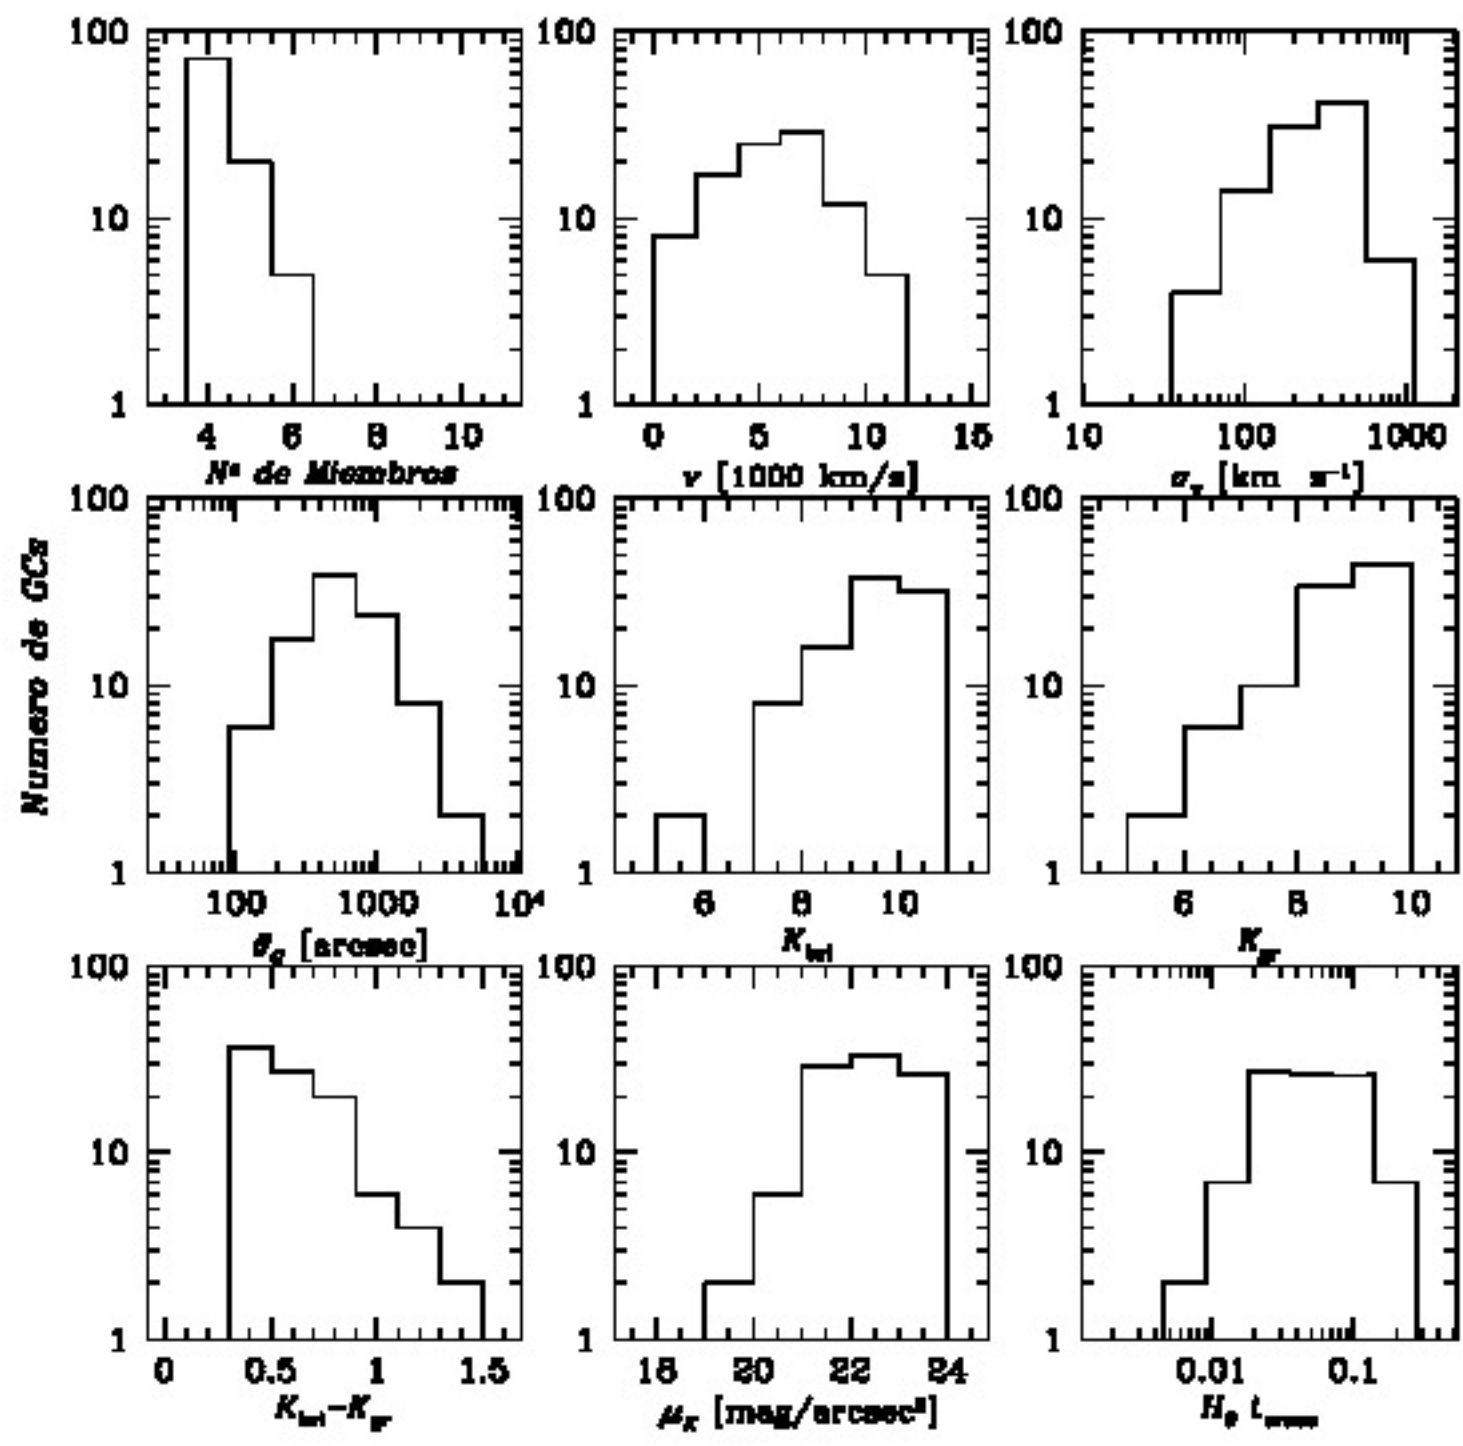 Numero de GCs
100 10 1
4 6 8 10
Nº de Miembros
100 10 1
0 5 10 15
v [1000 km/s]
100 10 1
10 100 1000
σv [km s⁻¹]
100 10 1
100 1000 10⁴
θG [arcsec]
100 10 1
6 8 10
Kbri
100 10 1
6 8 10
Kgr
100 10 1
0 0.5 1 1.5
Kbri−Kgr
100 10 1
18 20 22 24
μK [mag/arcsec²]
100 10 1
0.01 0.1
H0 tcross